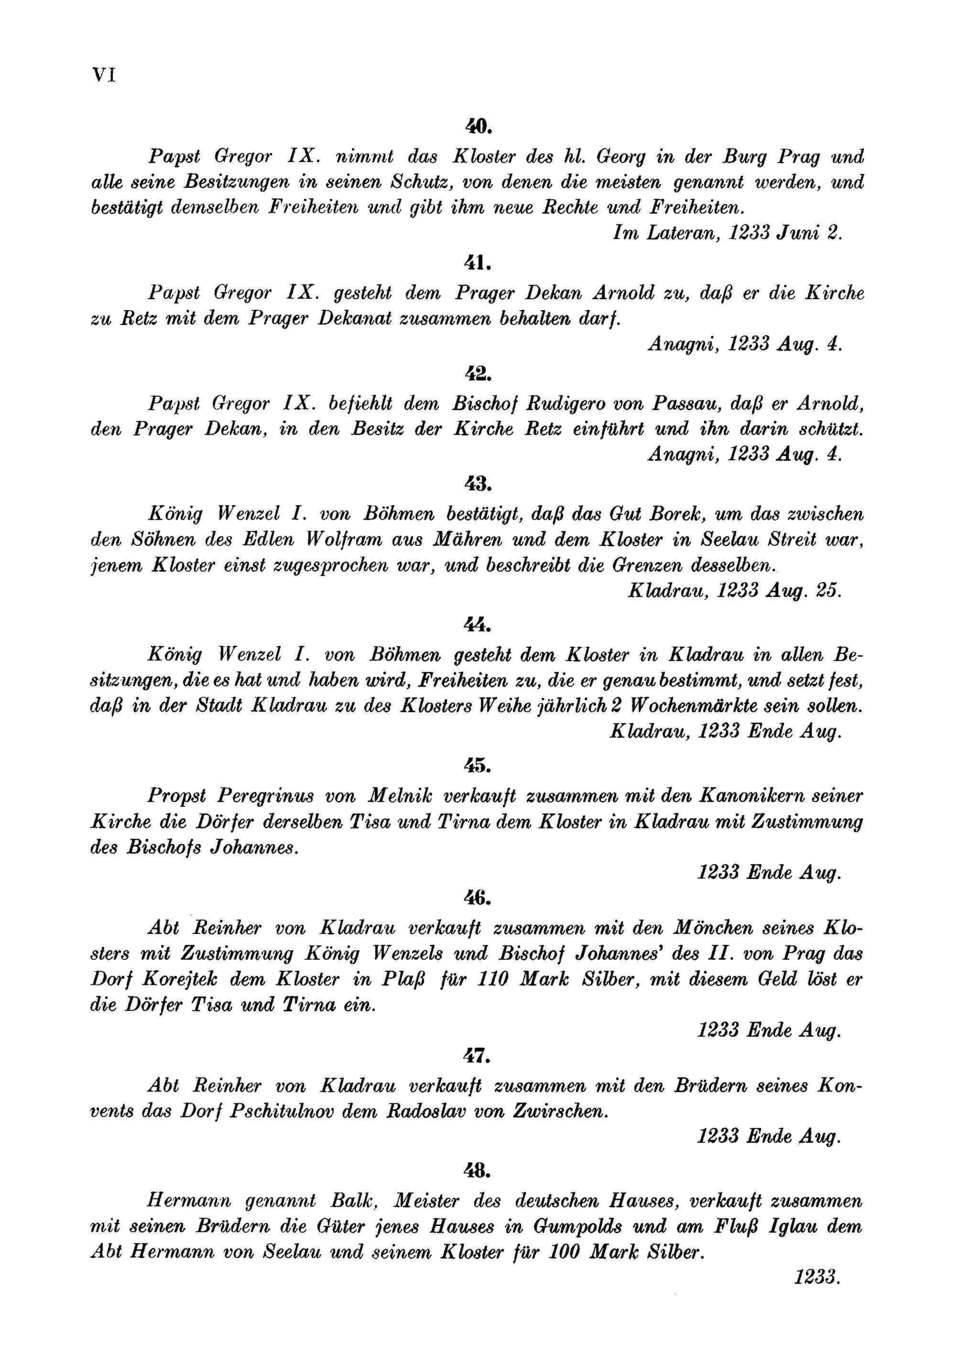 VI
40.
Papst Gregor IX. nimmt das Kloster des hl. Georg in der Burg Prag und
alle seine Besitzungen in seinen Schutz, von denen die meisten genannt werden, und
bestätigt demselben Freiheiten und gibt ihm neue Rechte und Freiheiten.
Im Lateran, 1233 Juni 2.
41.
Papst Gregor IX. gesteht dem Prager Dekan Arnold zu, daß er die Kirche
zu Retz mit dem Prager Dekanat zusammen behalten darf.
Anagni, 1233 Aug. 4.
42.
Papst Gregor IX. befiehlt dem Bischof Rudigero von Passau, daß er Arnold,
den Prager Dekan, in den Besitz der Kirche Retz einführt und ihn darin schützt.
Anagni, 1233 Aug. 4.
43.
König Wenzel I. von Böhmen bestätigt, daß das Gut Borek, um das zwischen
den Söhnen des Edlen Wolfram aus Mähren und dem Kloster in Seelau Streit war,
jenem Kloster einst zugesprochen war, und beschreibt die Grenzen desselben.
Kladrau, 1233 Aug. 25.
44.
König Wenzel I. von Böhmen gesteht dem Kloster in Kladrau in allen Be-
sitzungen, die es hat und haben wird, Freiheiten zu, die er genau bestimmt, und setzt fest,
daß in der Stadt Kladrau zu des Klosters Weihe jährlich 2 Wochenmärkte sein sollen.
Kladrau, 1233 Ende Aug.
45.
Propst Peregrinus von Melnik verkauft zusammen mit den Kanonikern seiner
Kirche die Dörfer derselben Tisa und Tirna dem Kloster in Kladrau mit Zustimmung
des Bischofs Johannes.
1233 Ende Aug.
46.
Abt Reinher von Kladrau verkauft zusammen mit den Mönchen seines Klo-
sters mit Zustimmung König Wenzels und Bischof Johannes' des II. von Prag das
Dorf Korejtek dem Kloster in Plaß für 110 Mark Silber, mit diesem Geld löst er
die Dörfer Tisa und Tirna ein.
1233 Ende Aug.
47.
Abt Reinher von Kladrau verkauft zusammen mit den Brüdern seines Kon-
vents das Dorf Pschitulnov dem Radoslav von Zwirschen.
1233 Ende Aug.
48.
Hermann genannt Balk, Meister des deutschen Hauses, verkauft zusammen
mit seinen Brüdern die Güter jenes Hauses in Gumpolds und am Fluß Iglau dem
Abt Hermann von Seelau und seinem Kloster für 100 Mark Silber.
1233.